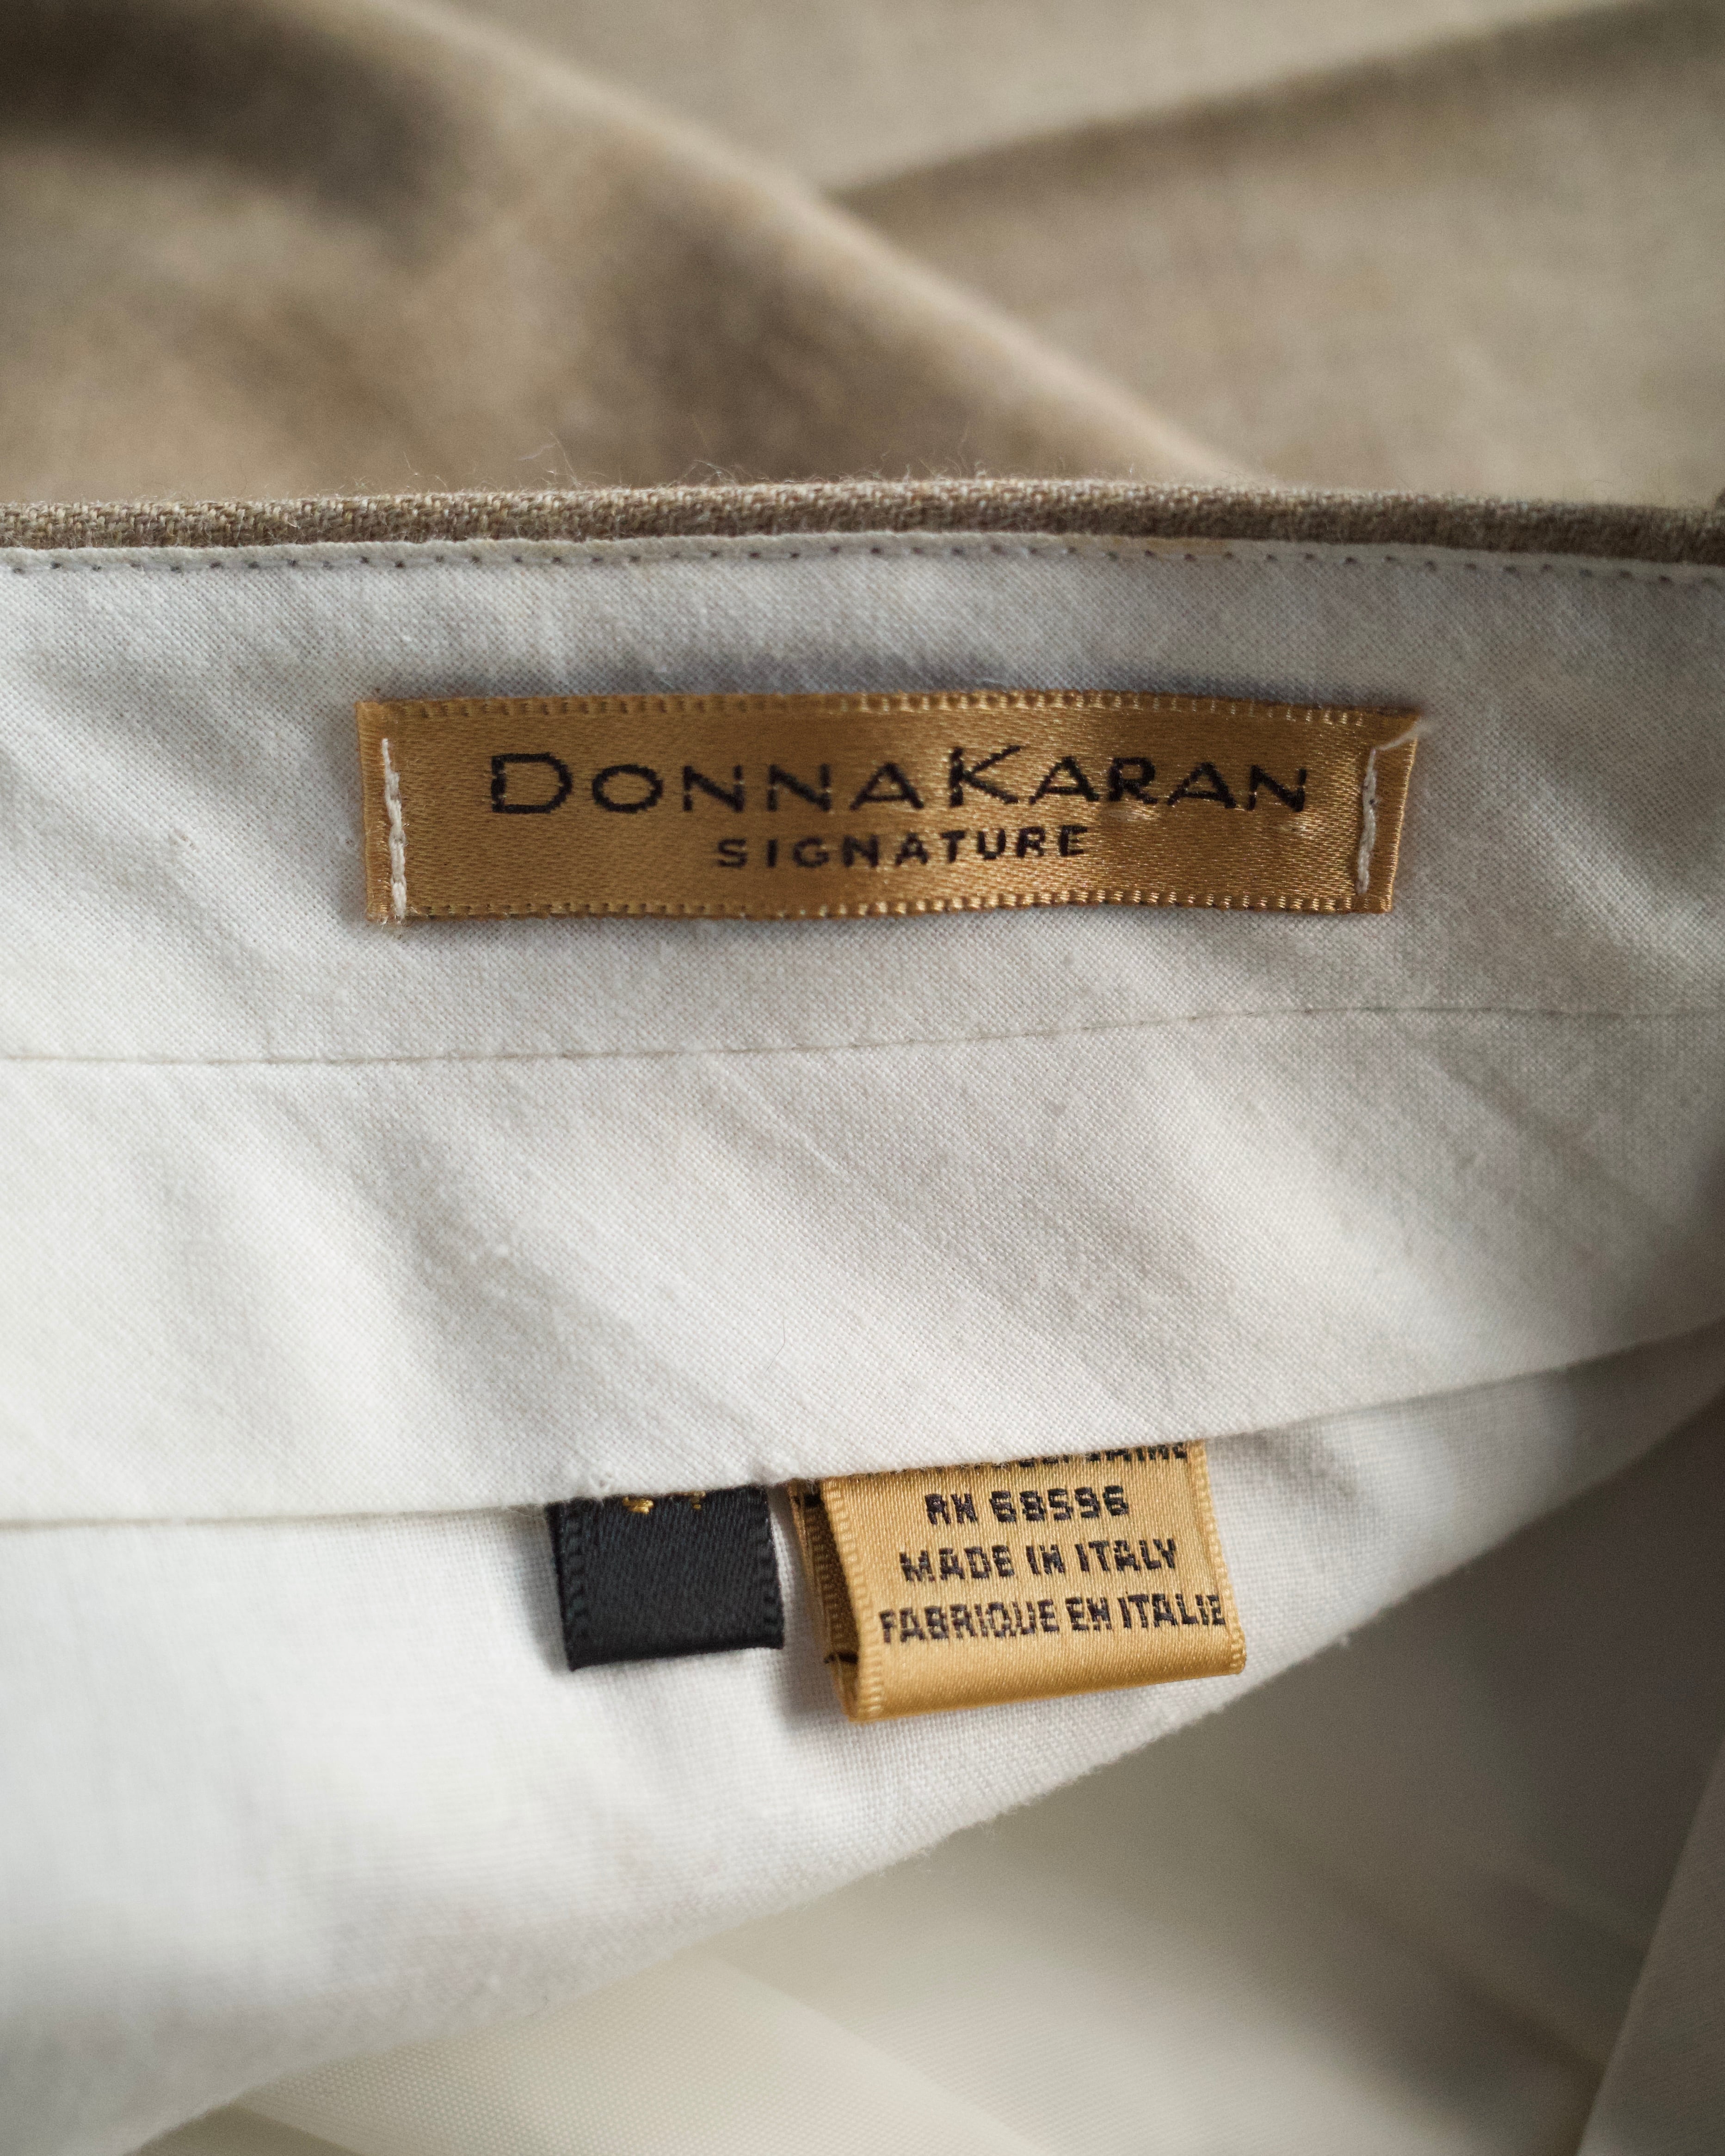 DONNAKARAN
SIGNATURE
RN 68596
MADE IN ITALY
FABRIQUE EN ITALIE